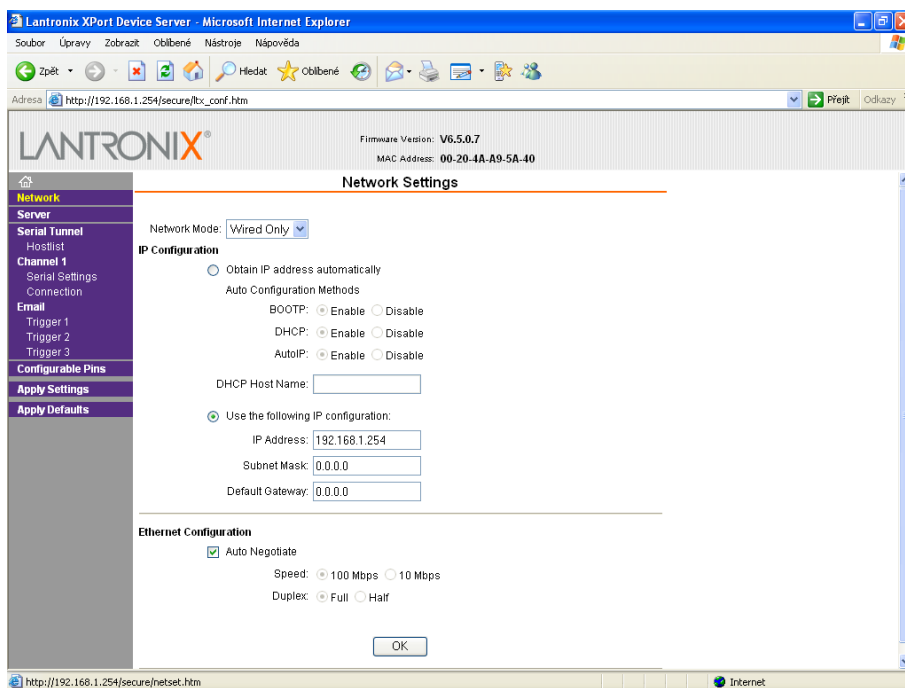 Lantronix XPort Device Server - Microsoft Internet Explorer
Soubor Úpravy Zobrazit Oblíbené Nástroje Nápověda
Zpět Hledat Oblíbené
Adresa http://192.168.1.254/secure/ltx_conf.htm Přejít Odkazy
LANTRONIX®
Firmware Version: V6.5.0.7
MAC Address: 00-20-4A-A9-5A-40
Network
Server
Serial Tunnel
Hostlist
Channel 1
Serial Settings
Connection
Email
Trigger 1
Trigger 2
Trigger 3
Configurable Pins
Apply Settings
Apply Defaults
Network Settings
Network Mode: Wired Only
IP Configuration
Obtain IP address automatically
Auto Configuration Methods
BOOTP: Enable Disable
DHCP: Enable Disable
AutoIP: Enable Disable
DHCP Host Name:
Use the following IP configuration:
IP Address: 192.168.1.254
Subnet Mask: 0.0.0.0
Default Gateway: 0.0.0.0
Ethernet Configuration
Auto Negotiate
Speed: 100 Mbps 10 Mbps
Duplex: Full Half
OK
http://192.168.1.254/secure/netset.htm Internet